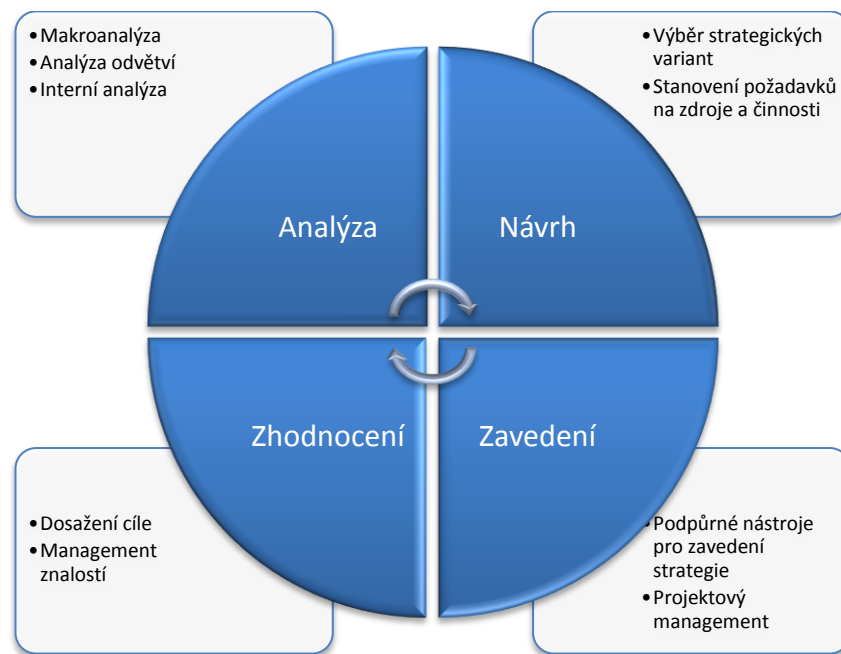 •Makroanalýza
•Analýza odvětví
•Interní analýza
•Výběr strategických
variant
•Stanovení požadavků
na zdroje a činnosti
Analýza
Návrh
Zhodnocení
Zavedení
•Dosažení cíle
•Management
znalostí
•Podpůrné nástroje
pro zavedení
strategie
•Projektový
management